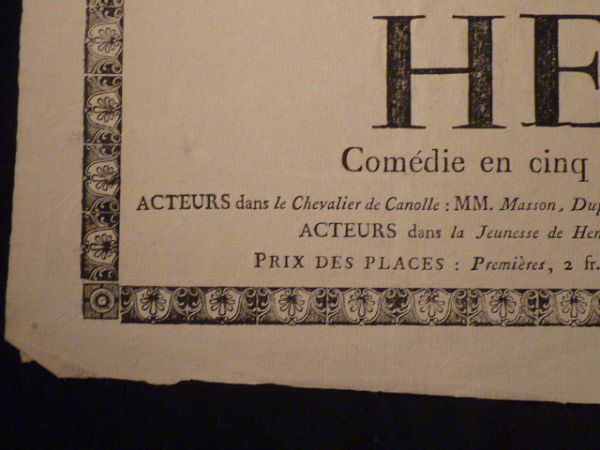 HE
Comédie en cinq
ACTEURS dans le Chevalier de Canolle : MM. Masson, Dup
ACTEURS dans la Jeunesse de Hen
PRIX DES PLACES : Premières, 2 fr.